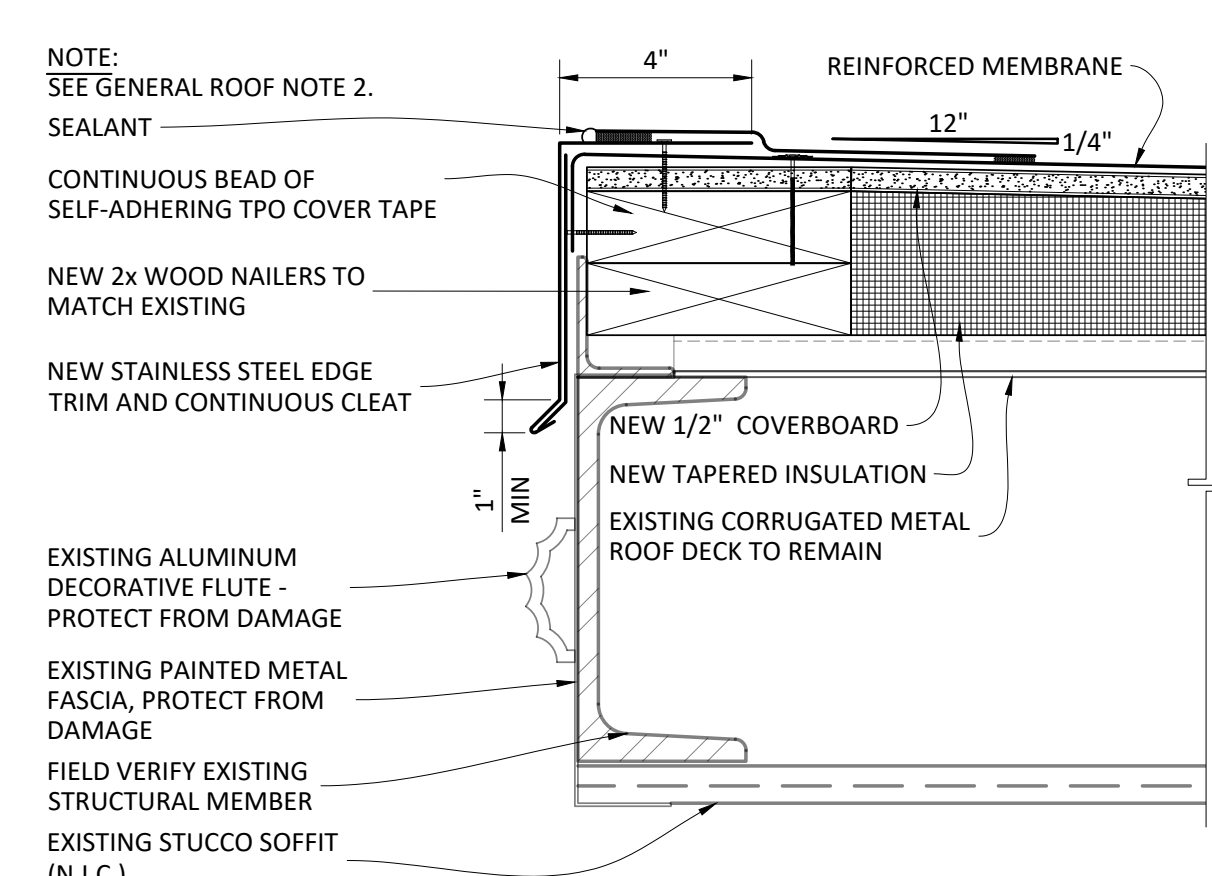 NOTE:
SEE GENERAL ROOF NOTE 2.
SEALANT
CONTINUOUS BEAD OF
SELF-ADHERING TPO COVER TAPE
NEW 2x WOOD NAILERS TO
MATCH EXISTING
NEW STAINLESS STEEL EDGE
TRIM AND CONTINUOUS CLEAT
EXISTING ALUMINUM
DECORATIVE FLUTE -
PROTECT FROM DAMAGE
EXISTING PAINTED METAL
FASCIA, PROTECT FROM
DAMAGE
FIELD VERIFY EXISTING
STRUCTURAL MEMBER
EXISTING STUCCO SOFFIT
(N.I.C.)
4"
REINFORCED MEMBRANE
12"
1/4"
1"
MIN
NEW 1/2" COVERBOARD
NEW TAPERED INSULATION
EXISTING CORRUGATED METAL
ROOF DECK TO REMAIN